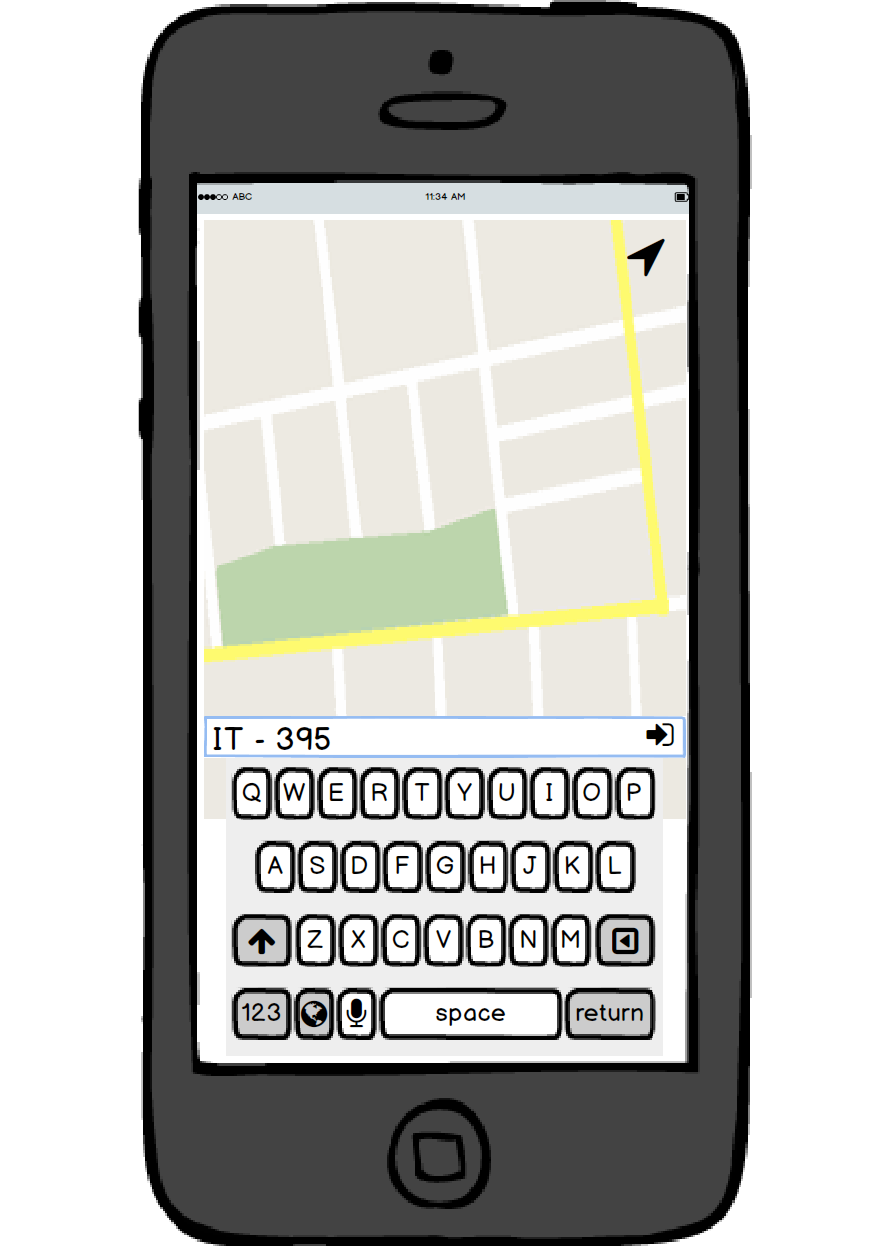 ABC 11:34 AM
IT - 395
Q W E R T Y U I O P
A S D F G H J K L
Z X C V B N M
123 space return